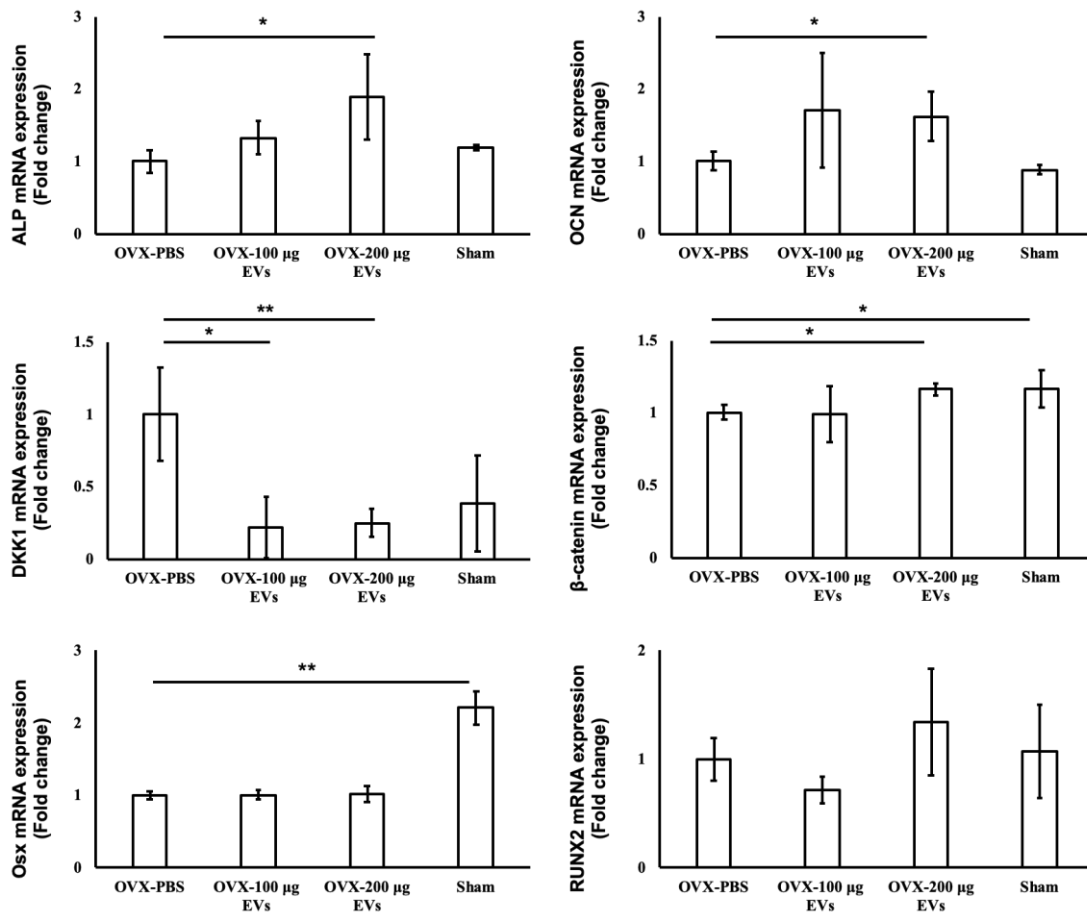 ALP mRNA expression
(Fold change)
3
2
1
0
*
OVX-PBS
OVX-100 µg
EVs
OVX-200 µg
EVs
Sham
OCN mRNA expression
(Fold change)
3
2
1
0
*
OVX-PBS
OVX-100 µg
EVs
OVX-200 µg
EVs
Sham
DKK1 mRNA expression
(Fold change)
1.5
1
0.5
0
**
*
OVX-PBS
OVX-100 µg
EVs
OVX-200 µg
EVs
Sham
β-catenin mRNA expression
(Fold change)
1.5
1
0.5
0
*
*
OVX-PBS
OVX-100 µg
EVs
OVX-200 µg
EVs
Sham
Osx mRNA expression
(Fold change)
3
2
1
0
**
OVX-PBS
OVX-100 µg
EVs
OVX-200 µg
EVs
Sham
RUNX2 mRNA expression
(Fold change)
2
1
0
OVX-PBS
OVX-100 µg
EVs
OVX-200 µg
EVs
Sham